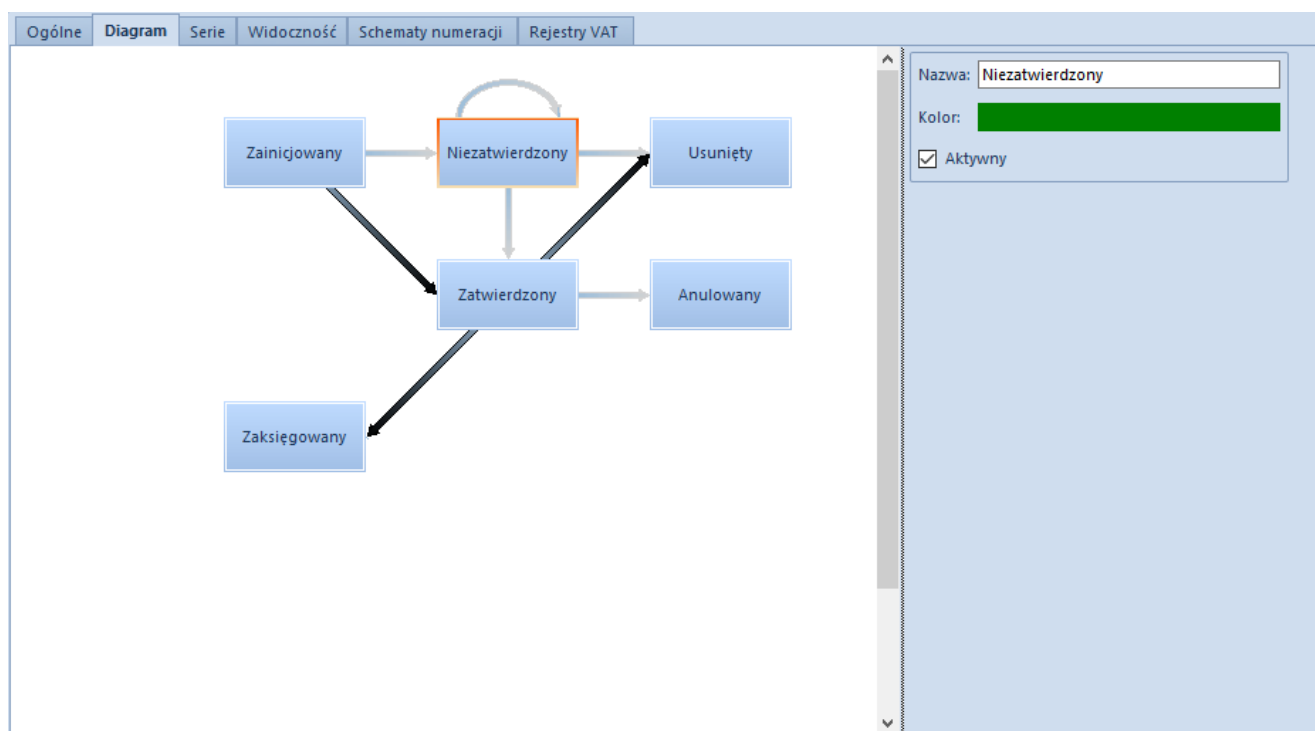 Ogólne Diagram Serie Widoczność Schematy numeracji Rejestry VAT
Nazwa: Niezatwierdzony
Kolor:
Aktywny
Zainicjowany Niezatwierdzony Usunięty
Zatwierdzony Anulowany
Zaksięgowany